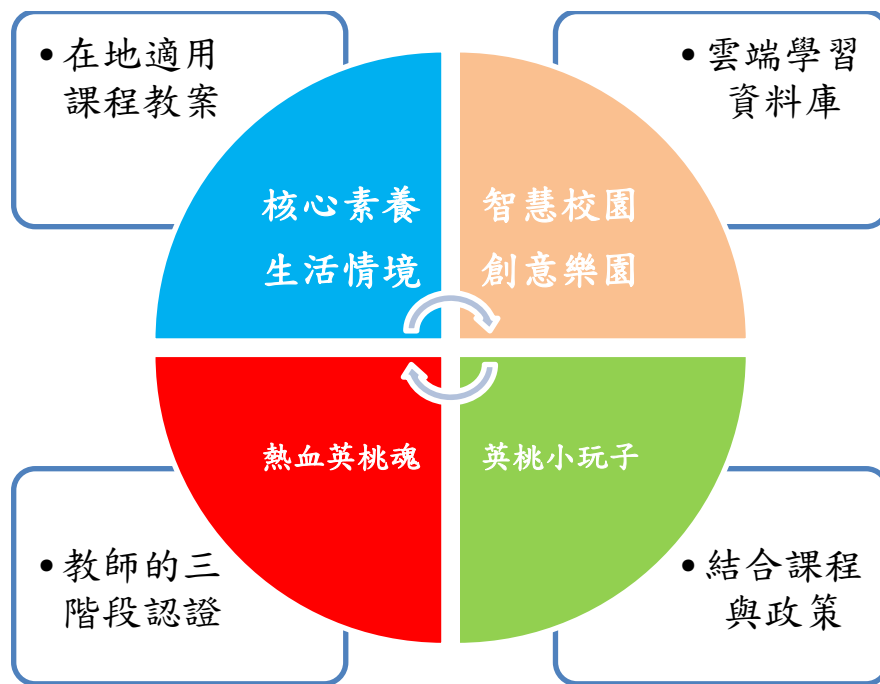 • 在地適用
課程教案
• 雲端學習
資料庫
核心素養
生活情境
智慧校園
創意樂園
熱血英桃魂
英桃小玩子
• 教師的三
階段認證
• 結合課程
與政策